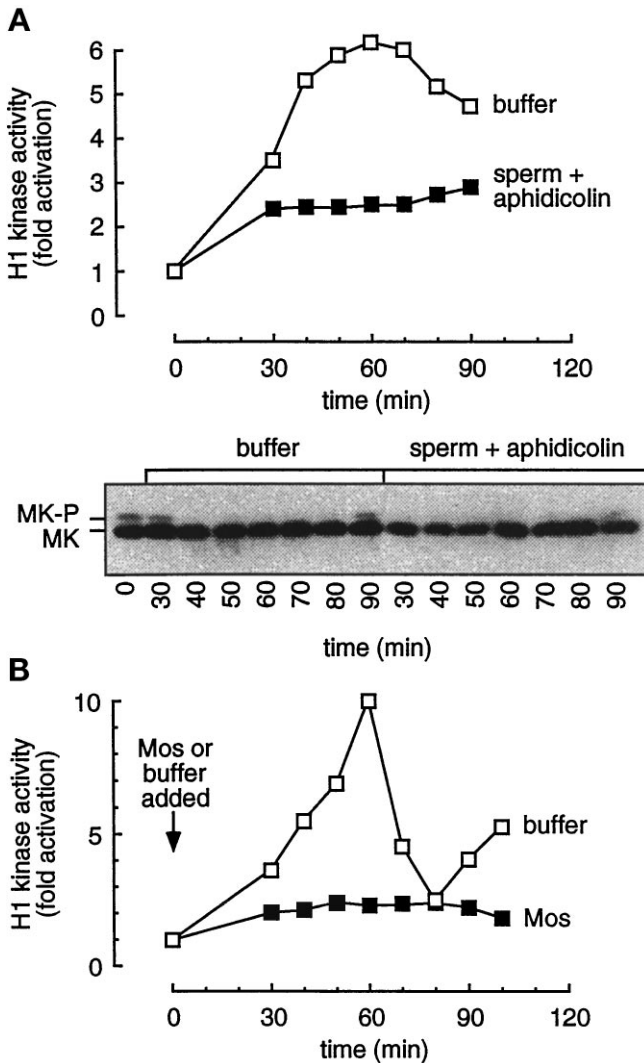 A
H1 kinase activity
(fold activation)
6
5
4
3
2
1
0
buffer
sperm +
aphidicolin
0 30 60 90 120
time (min)
buffer sperm + aphidicolin
MK-P
MK
0 30 40 50 60 70 80 90 30 40 50 60 70 80 90
time (min)
B
H1 kinase activity
(fold activation)
10
5
0
Mos or
buffer
added
buffer
Mos
0 30 60 90 120
time (min)